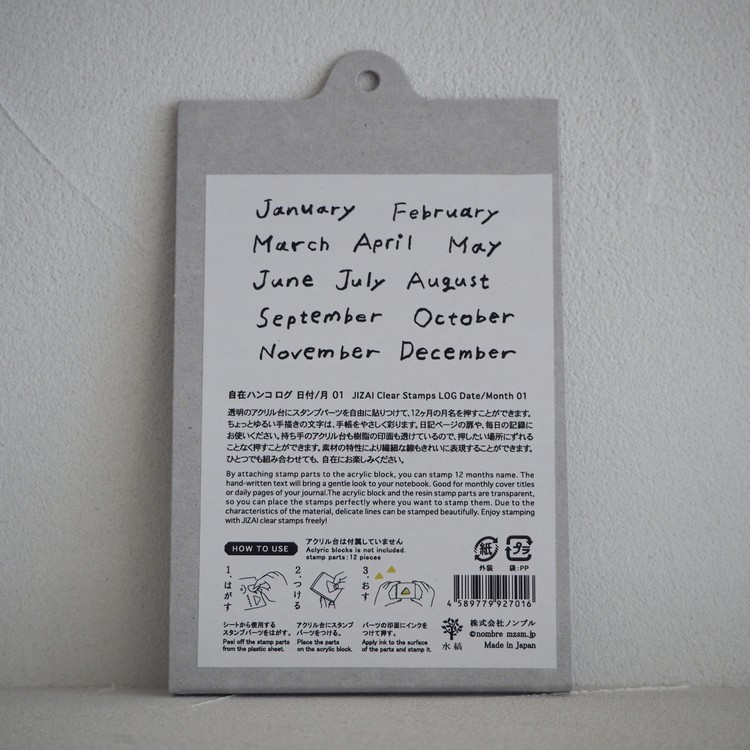 January February
March April May
June July August
September October
November December
自在ハンコ ログ 日付/月 01 JIZAI Clear Stamps LOG Date/Month 01
透明のアクリル台にスタンプパーツを自由に貼りつけて、12ヶ月の月名を押すことができます。
ちょっとゆるい手描きの文字は、手帳をやさしく彩ります。日記ページの扉や、毎日の記録に
お使いください。持ち手のアクリル台も樹脂の印面も透けているので、押したい場所にずれる
ことなく押すことができます。素材の特性により繊細な線もきれいに表現することができます。
ひとつでも組み合わせても、自在にお楽しみください。
By attaching stamp parts to the acrylic block, you can stamp 12 months name. The
hand-written text will bring a gentle look to your notebook. Good for monthly cover titles
or daily pages of your journal.The acrylic block and the resin stamp parts are transparent,
so you can place the stamps perfectly where you want to stamp them. Due to the
characteristics of the material, delicate lines can be stamped beautifully. Enjoy stamping
with JIZAI clear stamps freely!
HOW TO USE
アクリル台は付属していません
Aclyric blocks is not included.
stamp parts:12 pieces
1.はがす
2.つける
3.おす
シートから使用する
スタンプパーツをはがす。
Peel off the stamp parts
from the plastic sheet.
アクリル台にスタンプ
パーツをつける。
Place the parts
on the acrylic block.
パーツの印面にインクを
つけて押す。
Apply ink to the surface
of the parts and stamp it.
紙
外装
プラ
袋:PP
4 589779 927016
水縞
株式会社ノンブル
©nombre mzsm.jp
Made in Japan